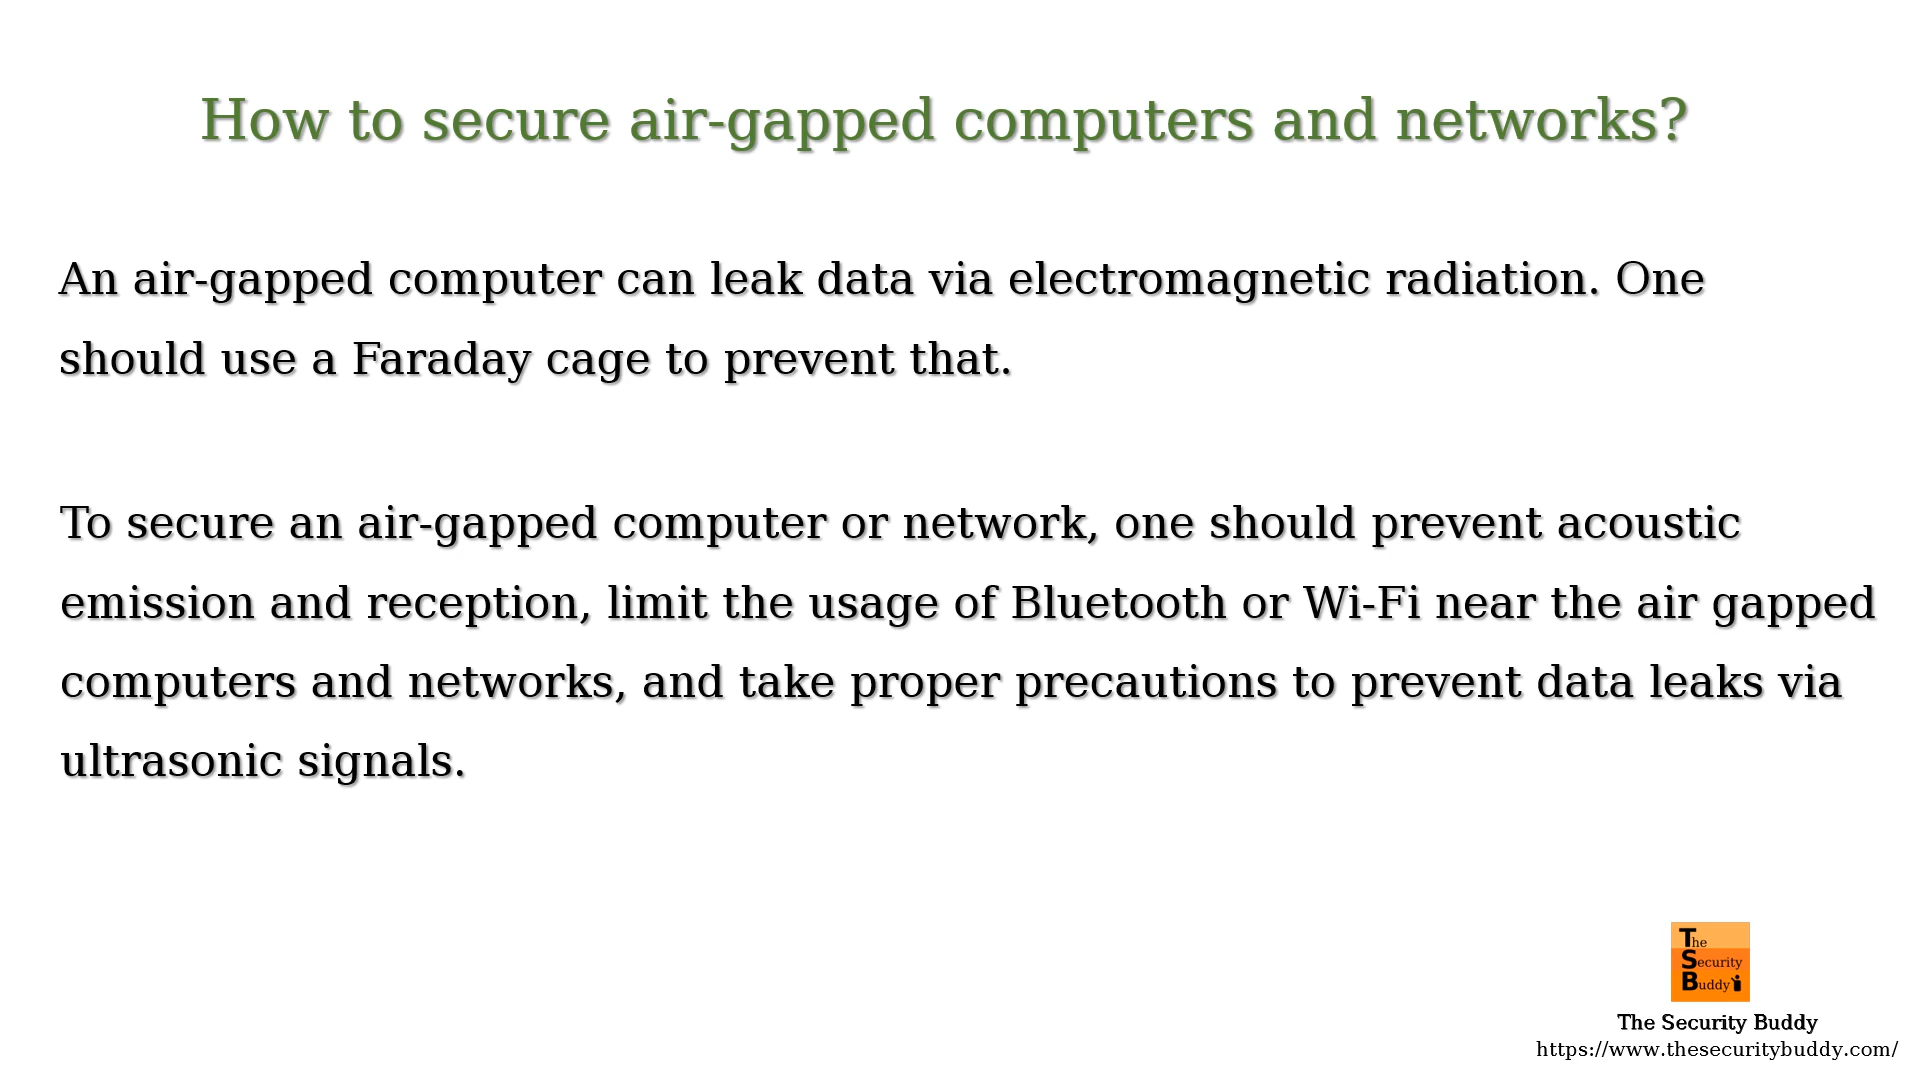 How to secure air-gapped computers and networks?
An air-gapped computer can leak data via electromagnetic radiation. One
should use a Faraday cage to prevent that.
To secure an air-gapped computer or network, one should prevent acoustic
emission and reception, limit the usage of Bluetooth or Wi-Fi near the air gapped
computers and networks, and take proper precautions to prevent data leaks via
ultrasonic signals.
The
Security
Buddy
The Security Buddy
https://www.thesecuritybuddy.com/